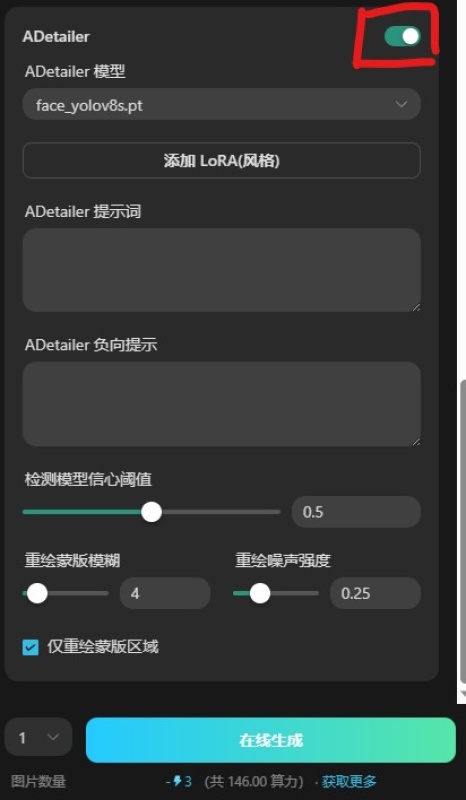 ADetailer
ADetailer 模型
face_yolov8s.pt
添加 LoRA(风格)
ADetailer 提示词
ADetailer 负向提示
检测模型信心阈值
0.5
重绘蒙版模糊 重绘噪声强度
4 0.25
仅重绘蒙版区域
1 在线生成
图片数量 -3 (共 146.00 算力) · 获取更多